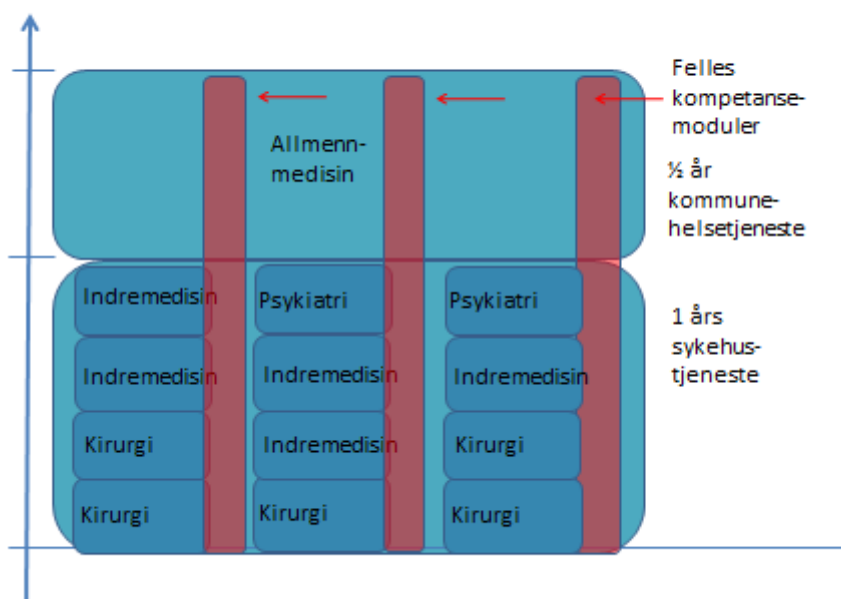 Felles
kompetanse-
moduler
Allmenn-
medisin
½ år
kommune-
helsetjeneste
Indremedisin
Psykiatri
Psykiatri
1 års
sykehus-
tjeneste
Indremedisin
Indremedisin
Indremedisin
Kirurgi
Indremedisin
Kirurgi
Kirurgi
Kirurgi
Kirurgi